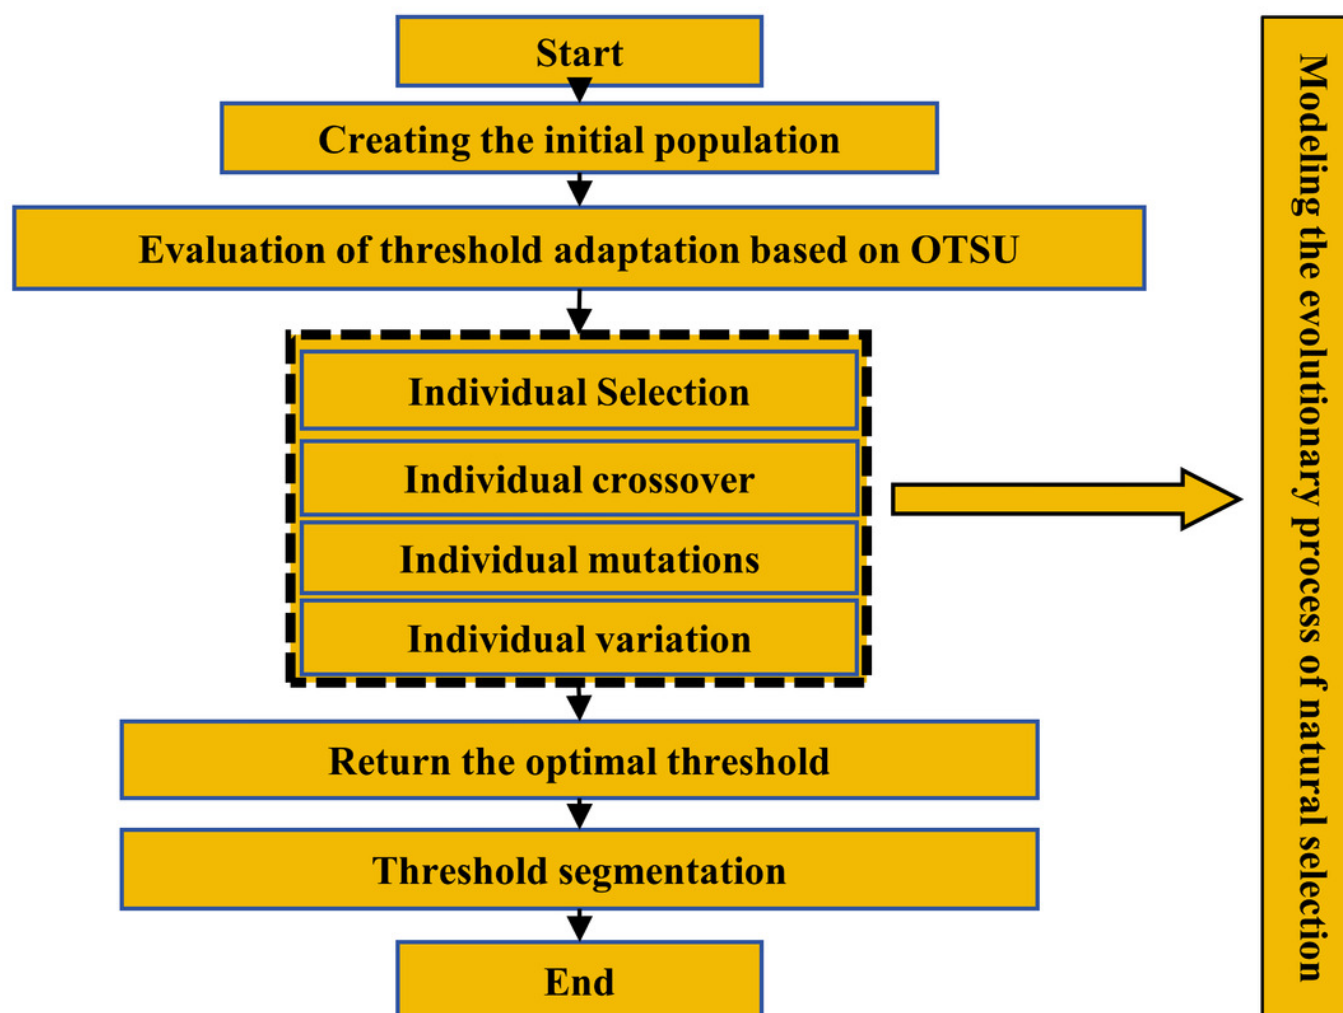 Start
Creating the initial population
Evaluation of threshold adaptation based on OTSU
Individual Selection
Individual crossover
Individual mutations
Individual variation
Return the optimal threshold
Threshold segmentation
End
Modeling the evolutionary process of natural selection